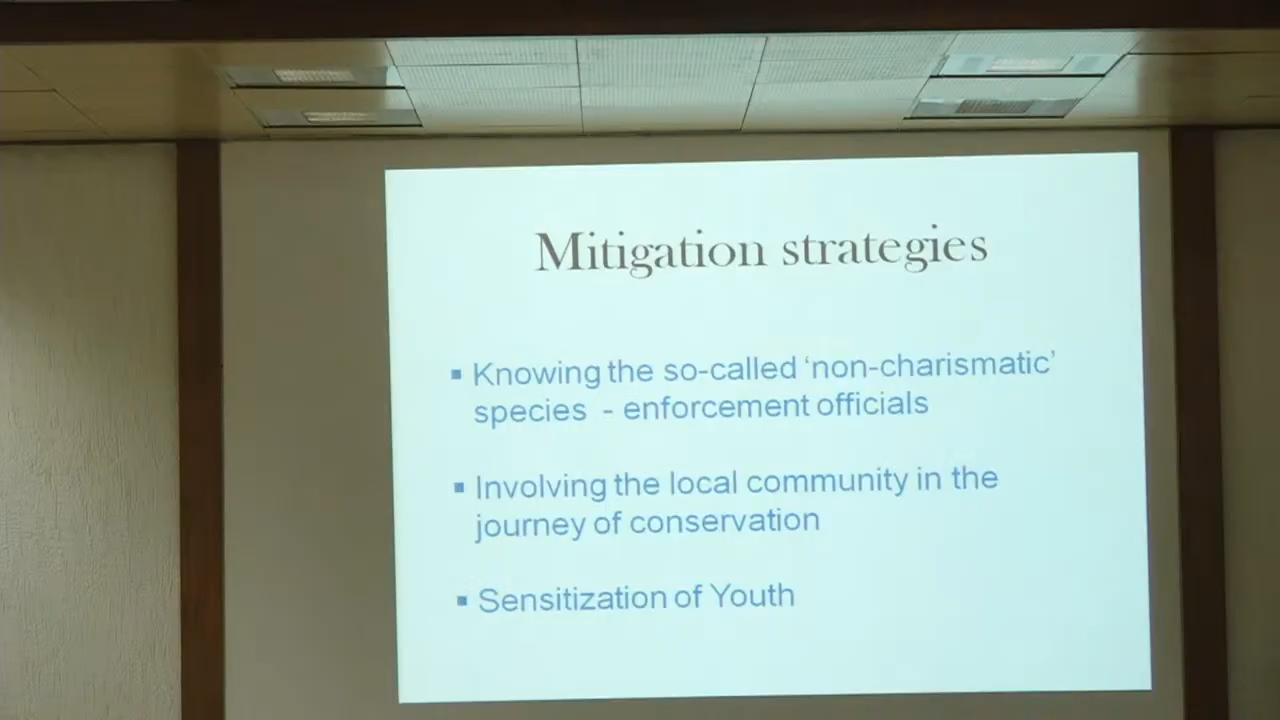 Mitigation strategies
▪ Knowing the so-called ‘non-charismatic’
species - enforcement officials
▪ Involving the local community in the
journey of conservation
▪ Sensitization of Youth